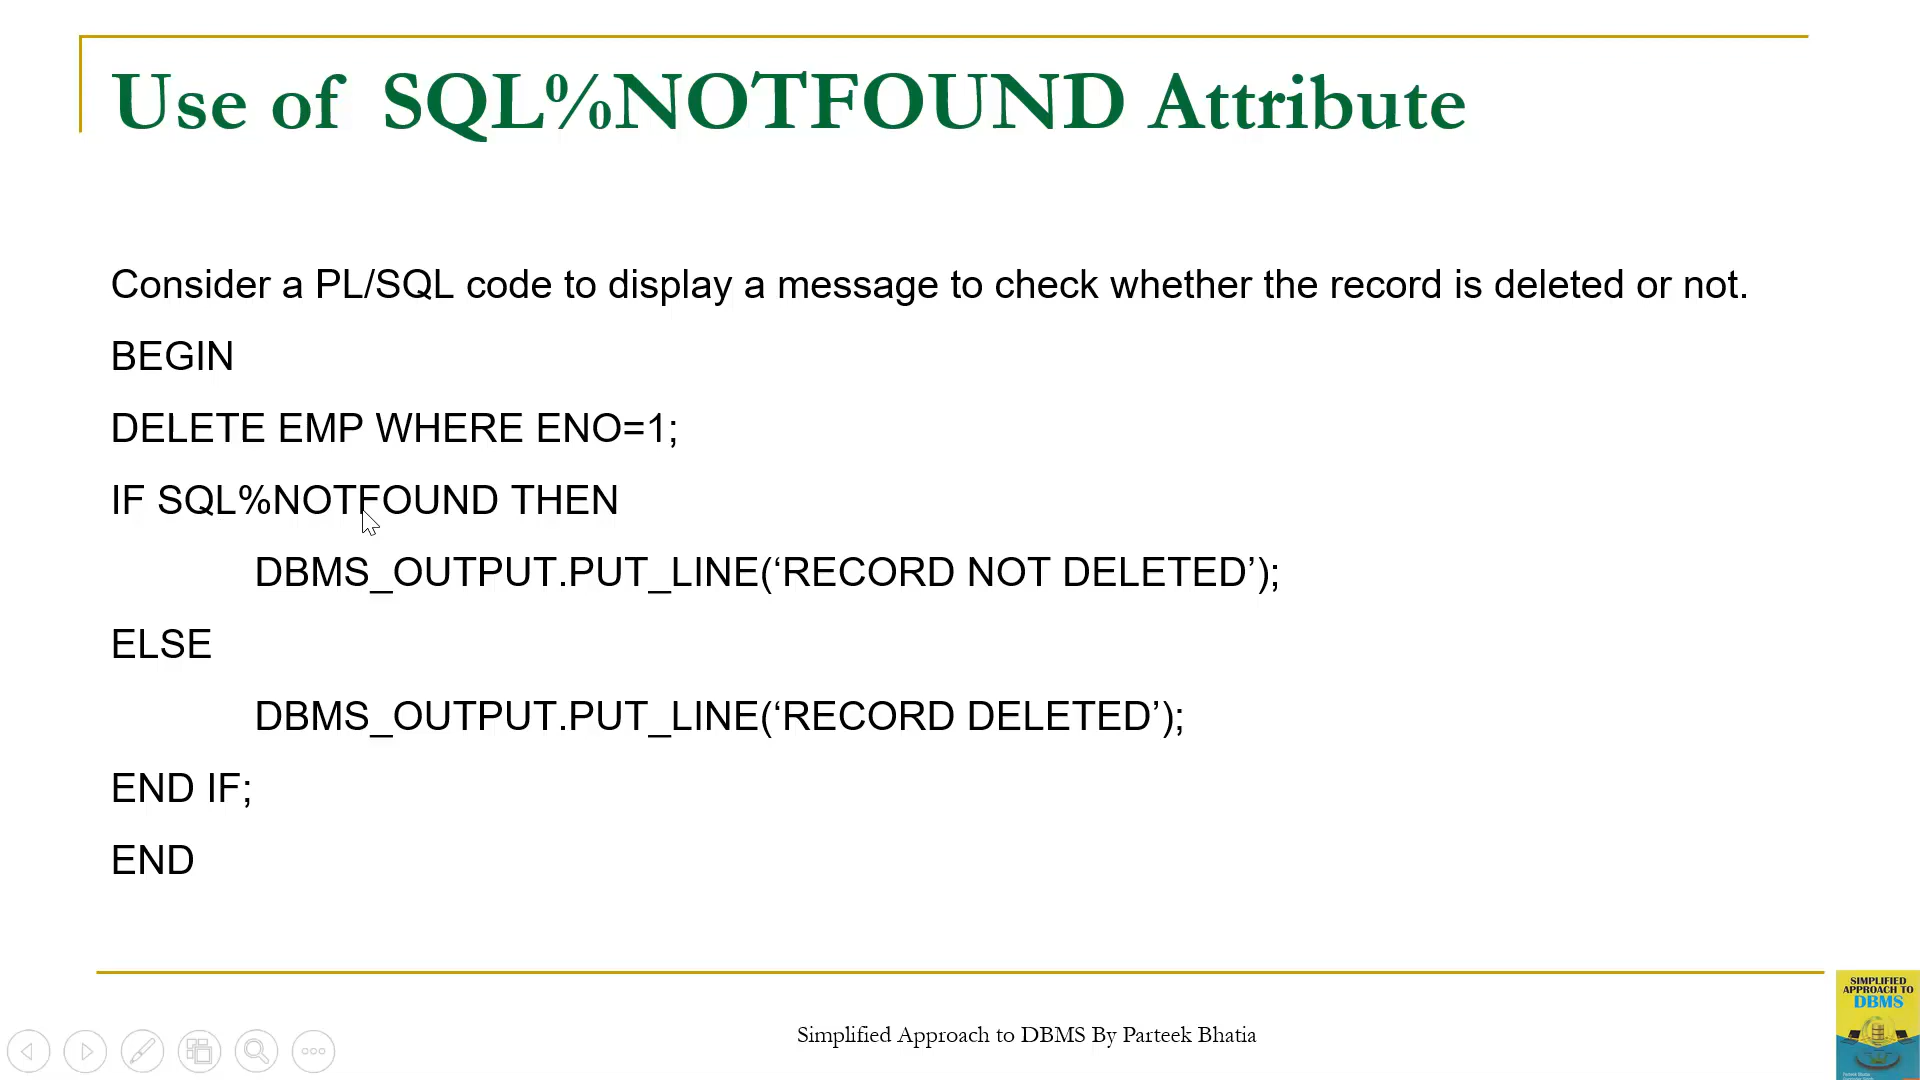 Use of SQL%NOTFOUND Attribute
Consider a PL/SQL code to display a message to check whether the record is deleted or not.
BEGIN
DELETE EMP WHERE ENO=1;
IF SQL%NOTFOUND THEN
DBMS_OUTPUT.PUT_LINE(‘RECORD NOT DELETED’);
ELSE
DBMS_OUTPUT.PUT_LINE(‘RECORD DELETED’);
END IF;
END
Simplified Approach to DBMS By Parteek Bhatia
SIMPLIFIED
APPROACH TO
DBMS
Parteek Bhatia